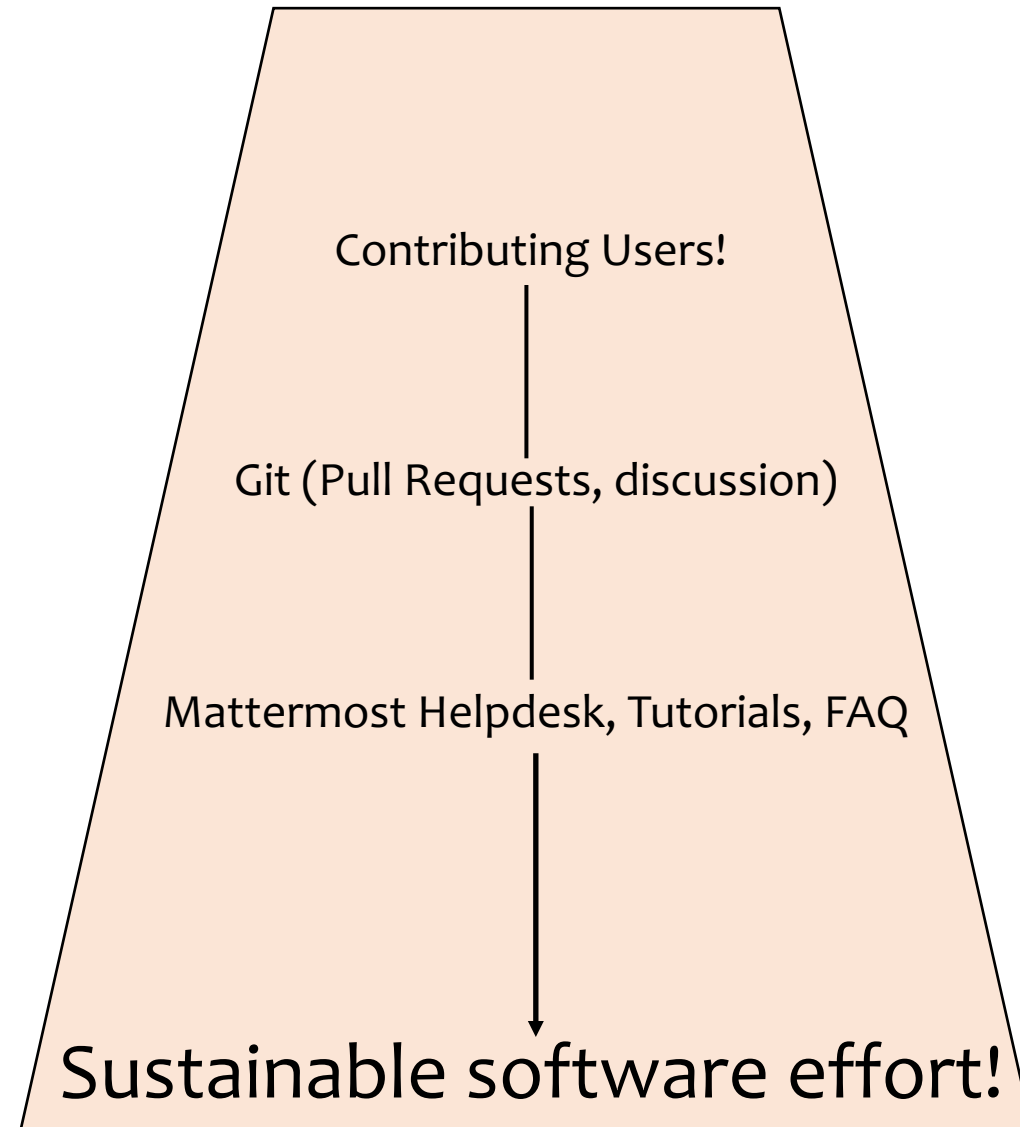 Contributing Users!
Git (Pull Requests, discussion)
Mattermost Helpdesk, Tutorials, FAQ
Sustainable software effort!